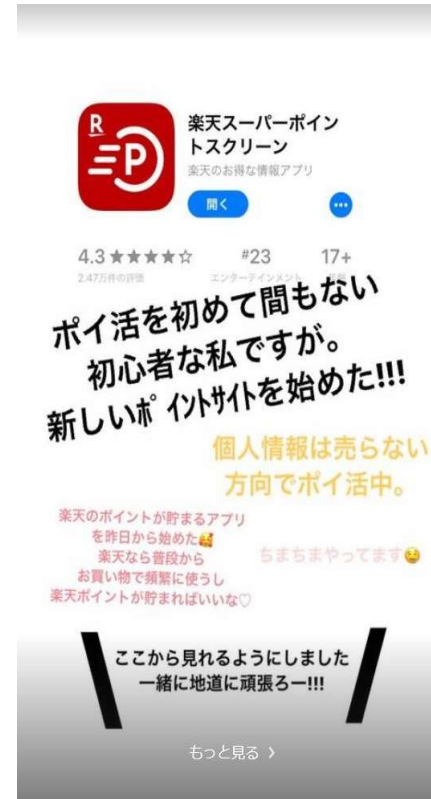 R
P
楽天スーパーポイン
トスクリーン
楽天のお得な情報アプリ
開く
4.3 ★★★★☆
#23
17+
2.47万件の評価
エンターテインメント
年齢
ポイ活を初めて間もない
初心者な私ですが。
新しいポイントサイトを始めた!!!
個人情報は売らない
方向でポイ活中。
楽天のポイントが貯まるアプリ
を昨日から始めた🥰
楽天なら普段から
お買い物で頻繁に使うし
楽天ポイントが貯まればいいな♡
ちまちまやってます🤤
ここから見れるようにしました
一緒に地道に頑張ろー!!!
もっと見る >